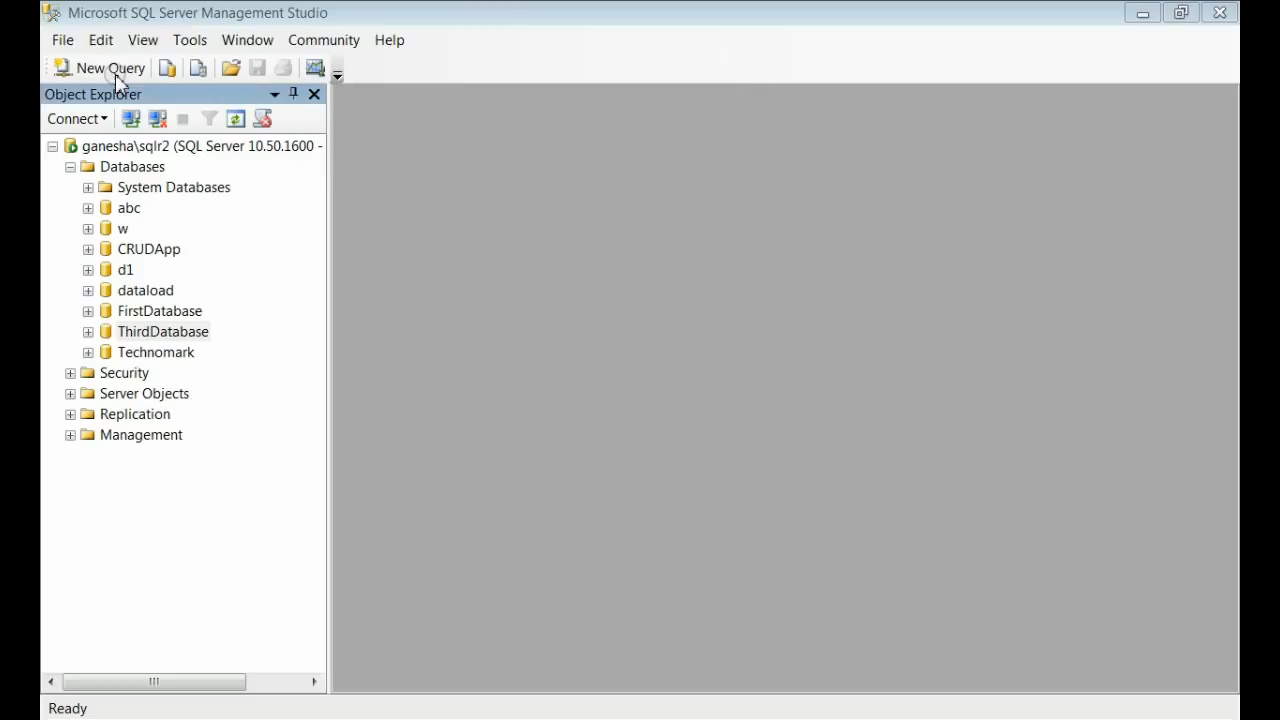 Microsoft SQL Server Management Studio
File Edit View Tools Window Community Help
New Query
Object Explorer
Connect
ganesha\sqlr2 (SQL Server 10.50.1600 -
Databases
System Databases
abc
w
CRUDApp
d1
dataload
FirstDatabase
ThirdDatabase
Technomark
Security
Server Objects
Replication
Management
Ready